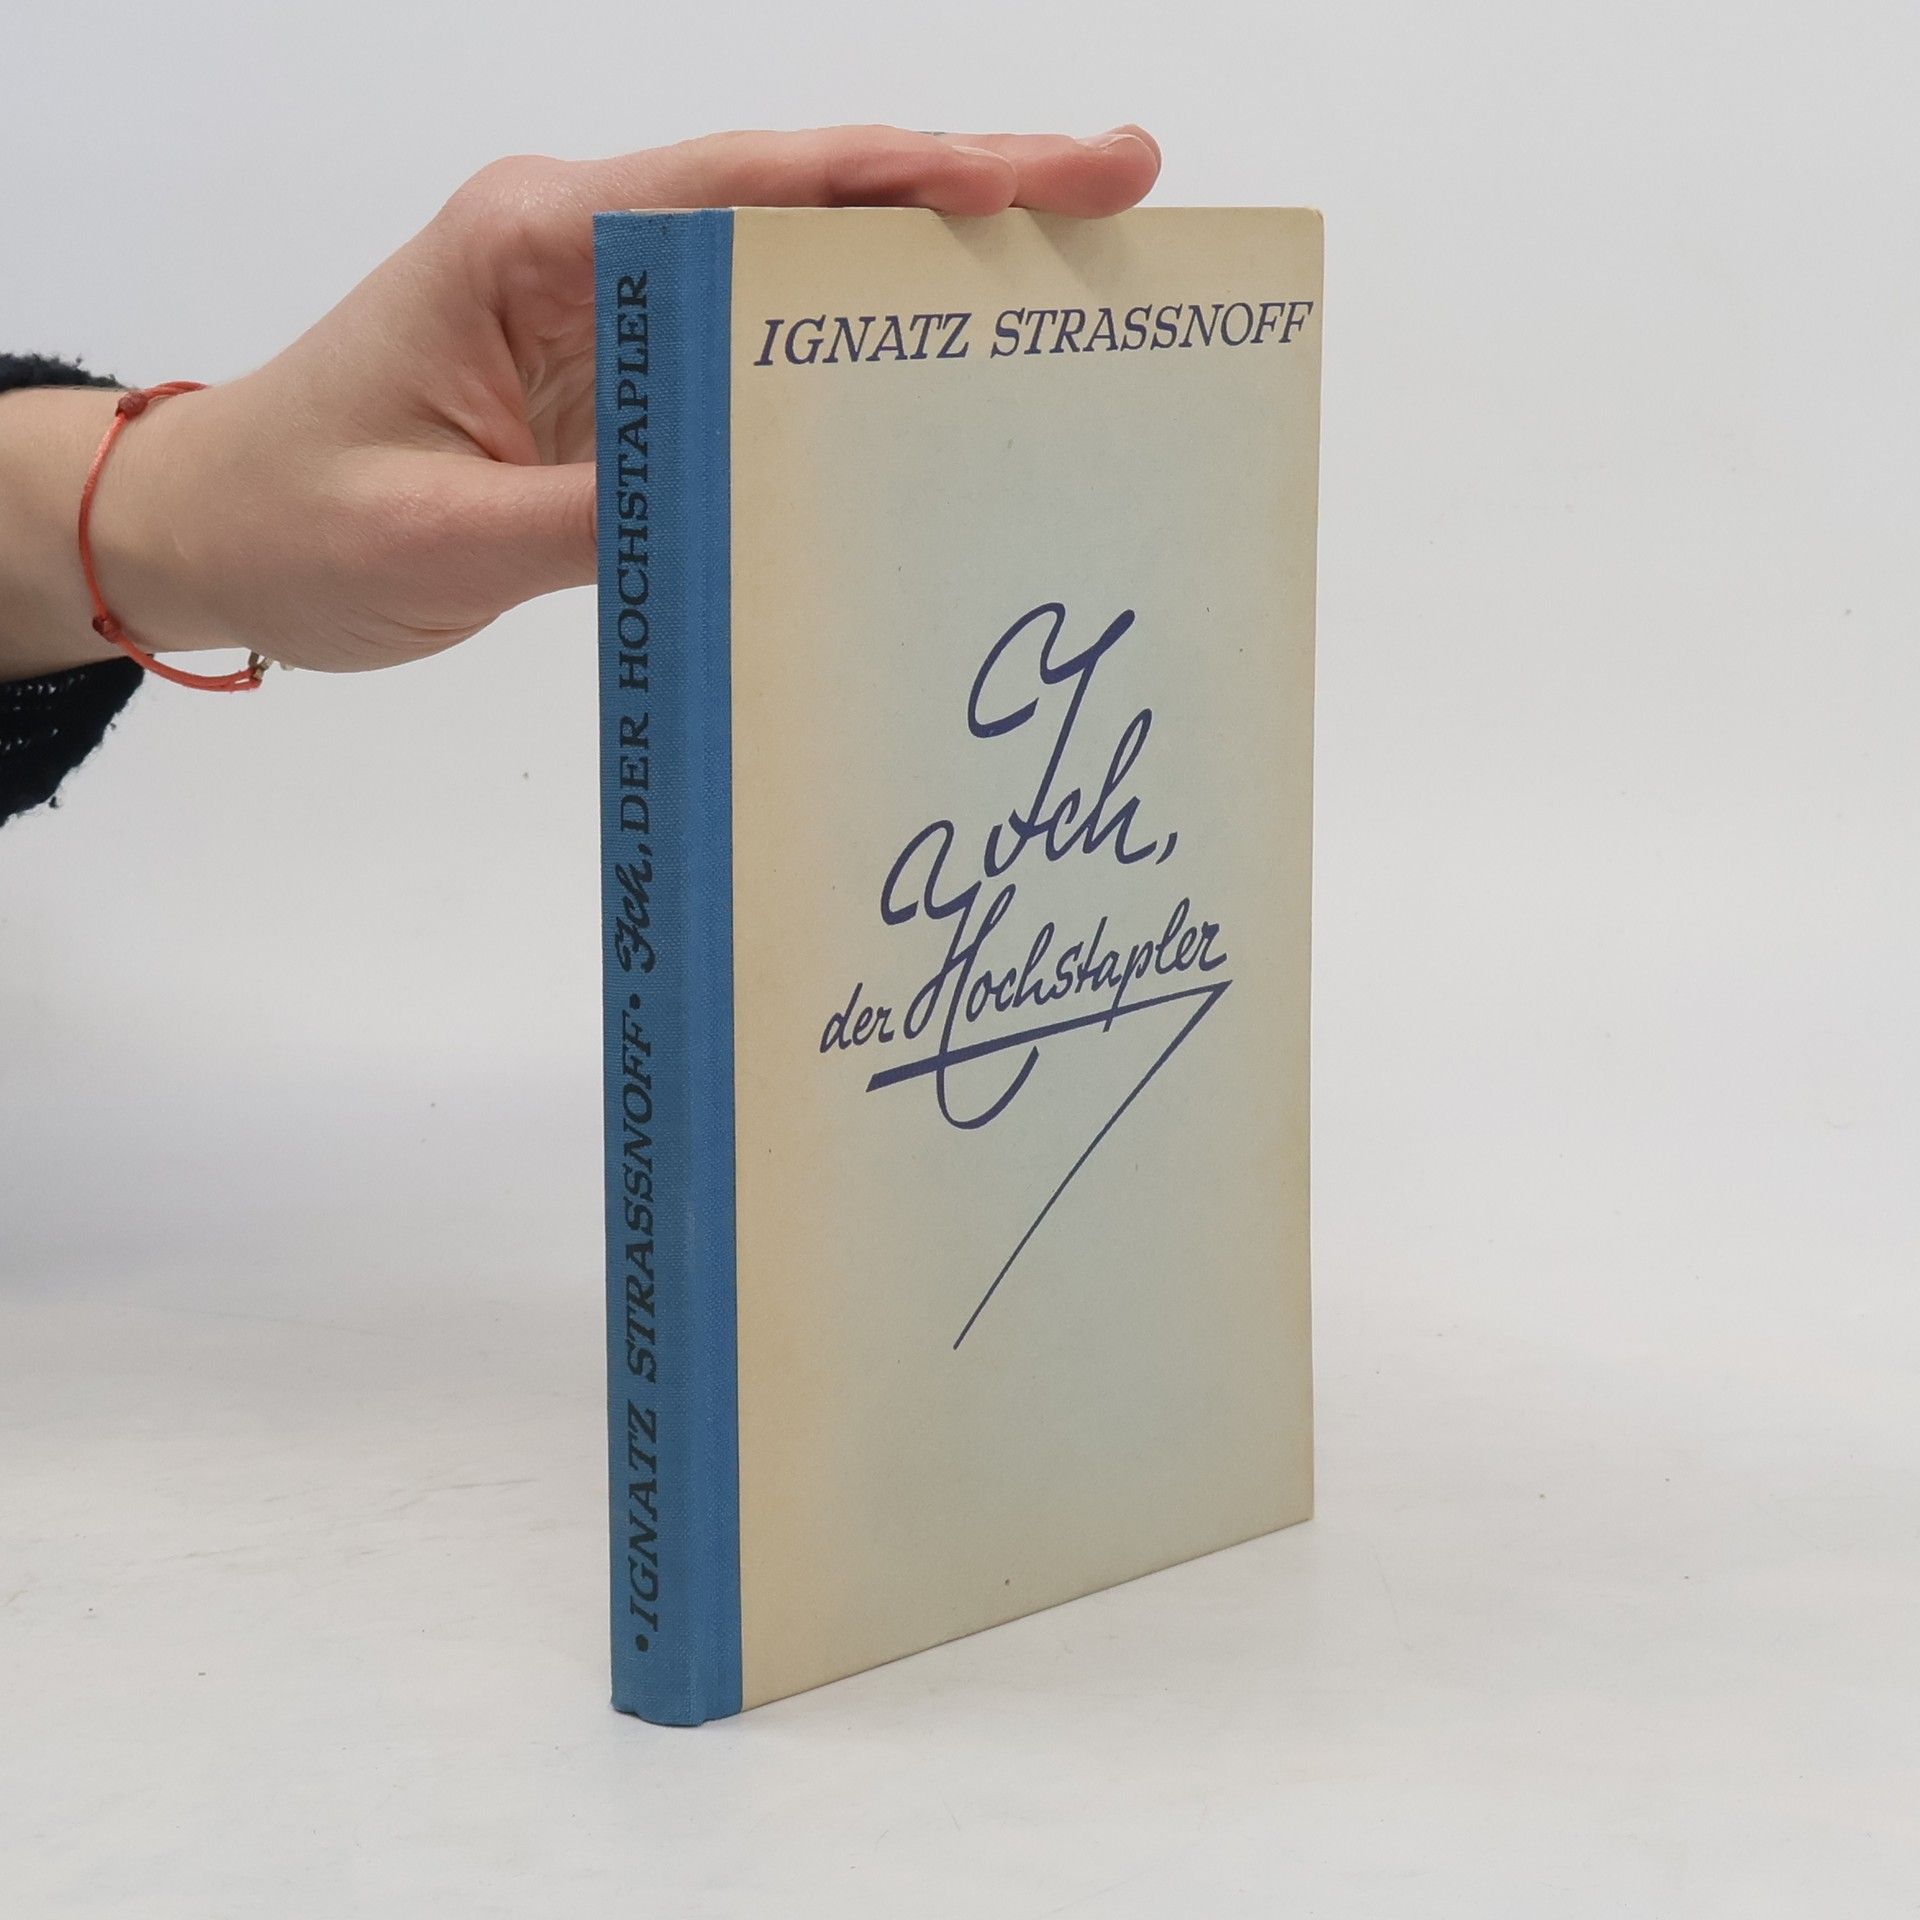 IGNATZ STRASSNOFF
Ich,
der Hochstapler
• IGNATZ STRASSNOFF • Ich, DER HOCHSTAPLER